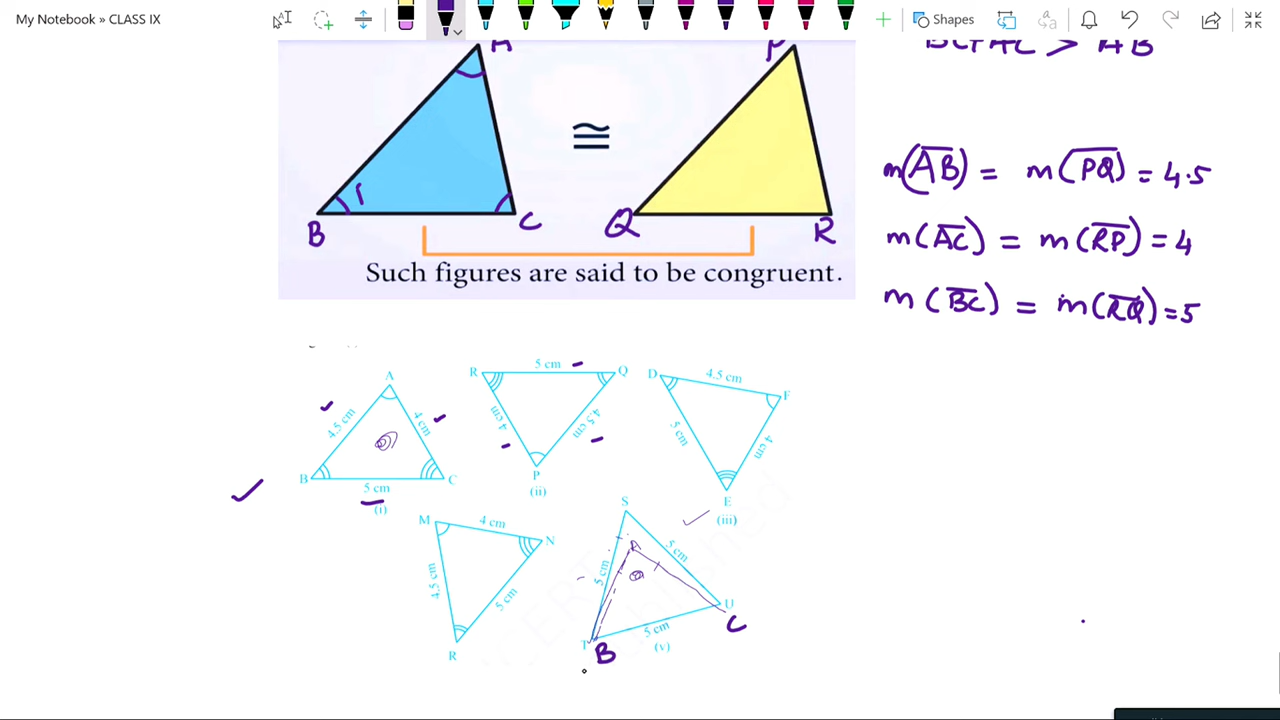 My Notebook » CLASS IX
Shapes
A
P
BC+AC > AB
≅
B
C
Q
R
m(AB) = m(PQ) = 4.5
m(AC) = m(RP) = 4
m(BC) = m(RQ) = 5
Such figures are said to be congruent.
A
4.5 cm
4 cm
B
C
5 cm
(i)
R
5 cm
Q
4 cm
4.5 cm
P
(ii)
D
4.5 cm
F
5 cm
4 cm
E
(iii)
M
4 cm
N
4.5 cm
5 cm
R
S
A
5 cm
5 cm
T
B
U
C
5 cm
(v)